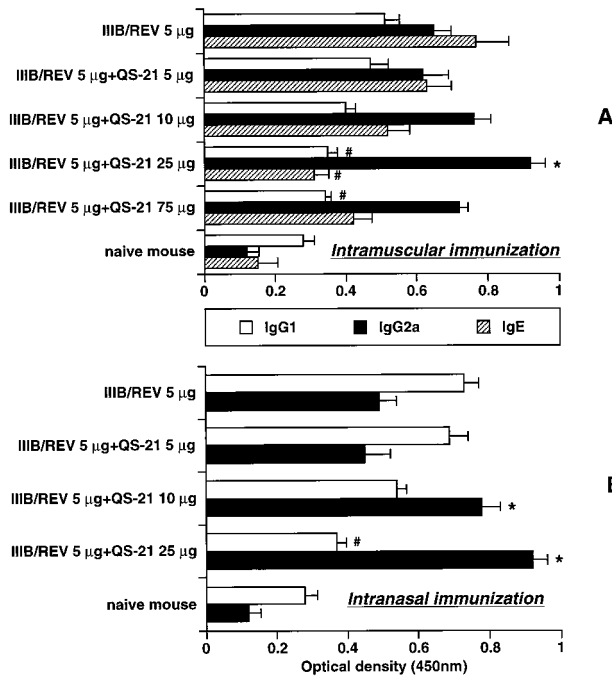 IIIB/REV 5 μg
IIIB/REV 5 μg+QS-21 5 μg
IIIB/REV 5 μg+QS-21 10 μg
A
IIIB/REV 5 μg+QS-21 25 μg
#
*
#
IIIB/REV 5 μg+QS-21 75 μg
#
naive mouse
Intramuscular immunization
0 0.2 0.4 0.6 0.8 1
IgG1 IgG2a IgE
IIIB/REV 5 μg
IIIB/REV 5 μg+QS-21 5 μg
IIIB/REV 5 μg+QS-21 10 μg
*
IIIB/REV 5 μg+QS-21 25 μg
#
*
naive mouse
Intranasal immunization
0 0.2 0.4 0.6 0.8 1
Optical density (450nm)